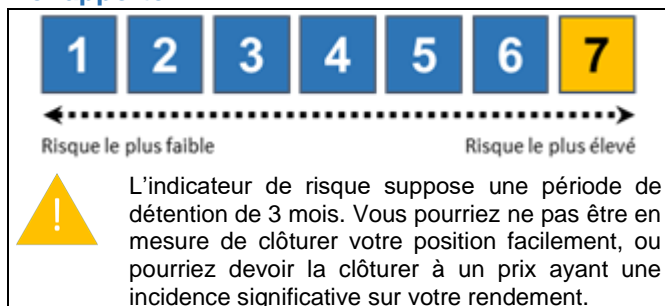 1 2 3 4 5 6 7
Risque le plus faible Risque le plus élevé
!
L’indicateur de risque suppose une période de
détention de 3 mois. Vous pourriez ne pas être en
mesure de clôturer votre position facilement, ou
pourriez devoir la clôturer à un prix ayant une
incidence significative sur votre rendement.